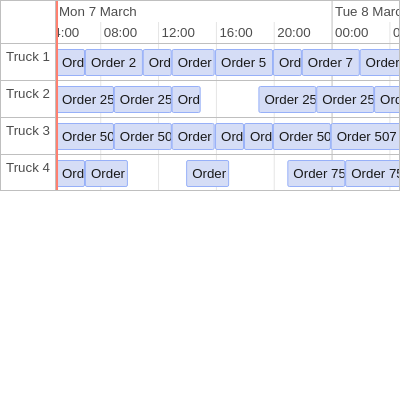 Mon 7 March Tue 8 Marc
4:00 08:00 12:00 16:00 20:00 00:00 0
Truck 1 Ord Order 2 Ord Order Order 5 Ord Order 7 Order
Truck 2 Order 25 Order 25 Ord Order 25 Order 25 Ord
Truck 3 Order 50 Order 50 Order Ord Ord Order 50 Order 507
Truck 4 Ord Order Order Order 75 Order 75